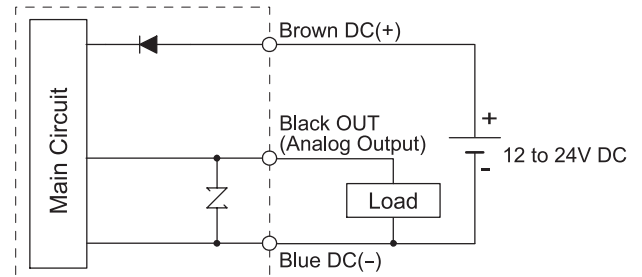 Brown DC(+)
Main Circuit
Black OUT
(Analog Output)
+
12 to 24V DC
-
Load
Blue DC(−)